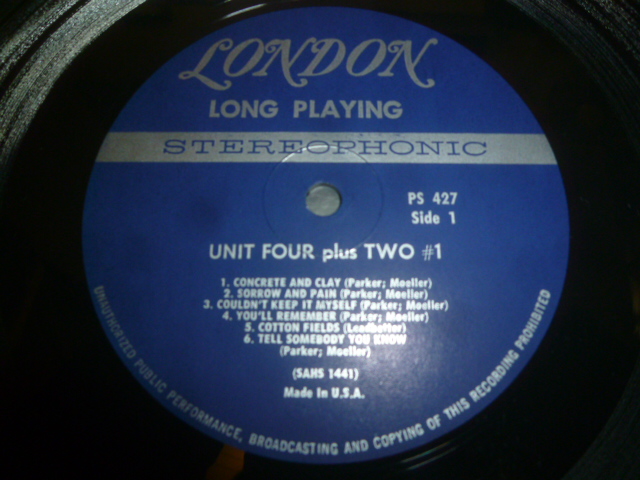 LONDON
LONG PLAYING
STEREOPHONIC
PS 427
Side 1
UNIT FOUR plus TWO #1
1. CONCRETE AND CLAY (Parker; Moeller)
2. SORROW AND PAIN (Parker; Moeller)
3. COULDN'T KEEP IT MYSELF (Parker; Moeller)
4. YOU'LL REMEMBER (Parker; Moeller)
5. COTTON FIELDS (Leadbetter)
6. TELL SOMEBODY YOU KNOW
(Parker; Moeller)
(SAHS 1441)
Made in U.S.A.
UNAUTHORIZED PUBLIC PERFORMANCE, BROADCASTING AND COPYING OF THIS RECORDING PROHIBITED